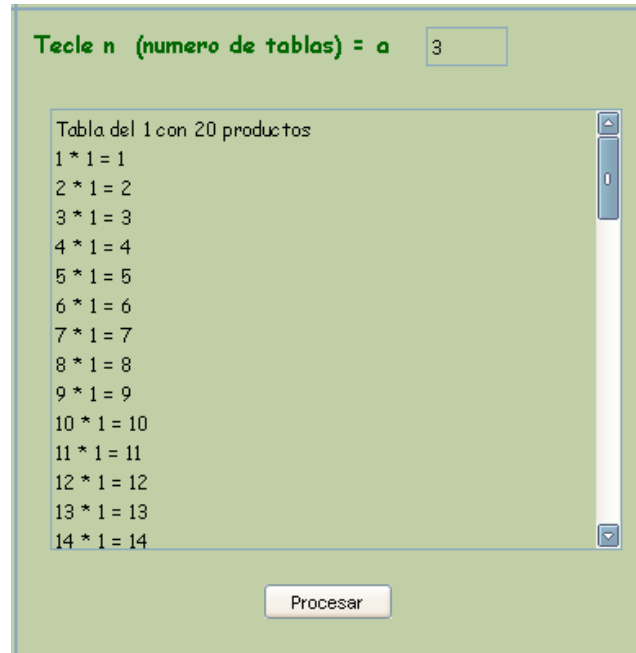 Tecle n (numero de tablas) = a 3
Tabla del 1 con 20 productos
1 * 1 = 1
2 * 1 = 2
3 * 1 = 3
4 * 1 = 4
5 * 1 = 5
6 * 1 = 6
7 * 1 = 7
8 * 1 = 8
9 * 1 = 9
10 * 1 = 10
11 * 1 = 11
12 * 1 = 12
13 * 1 = 13
14 * 1 = 14
Procesar